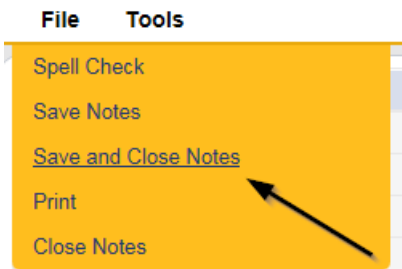 File Tools
Spell Check
Save Notes
Save and Close Notes
Print
Close Notes